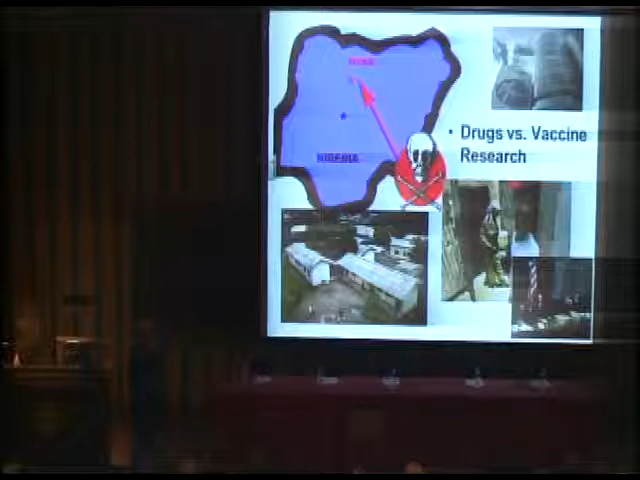 NIGERIA
• Drugs vs. Vaccine
Research